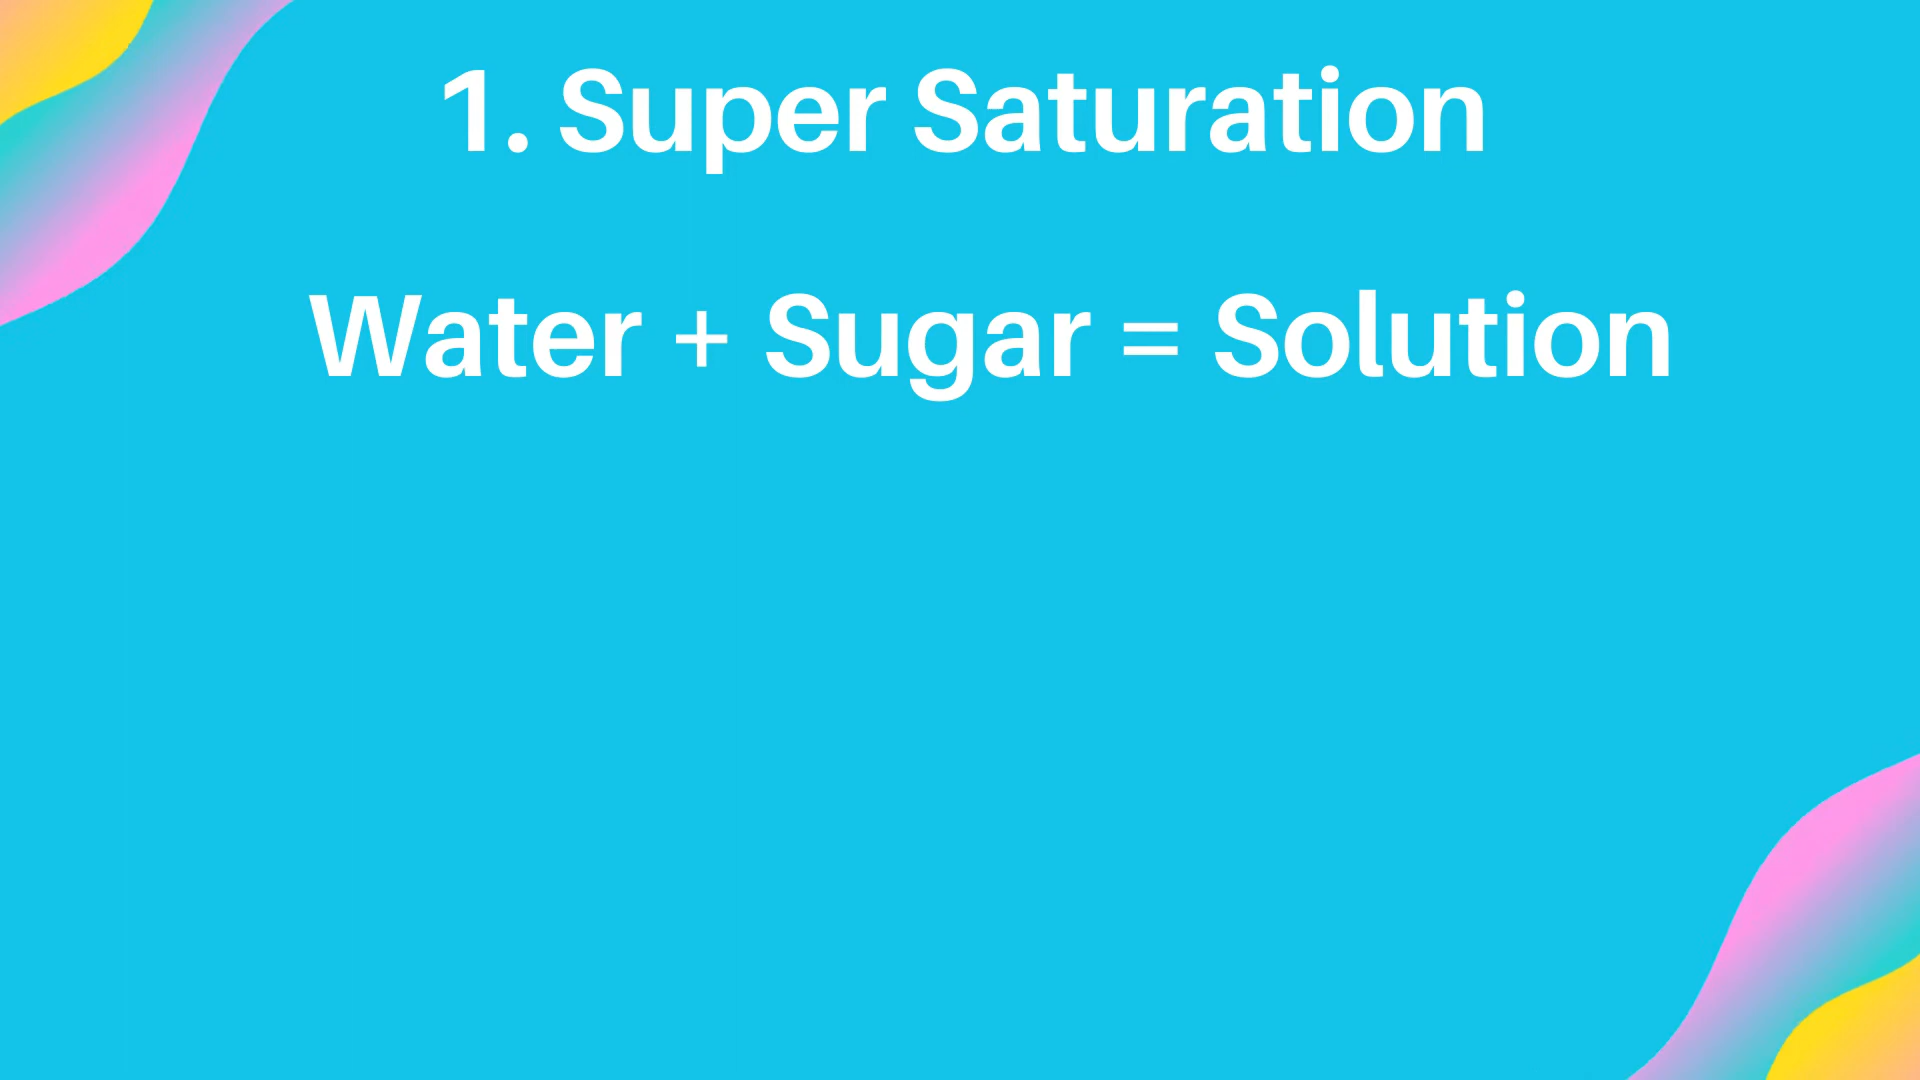 1. Super Saturation
Water + Sugar = Solution